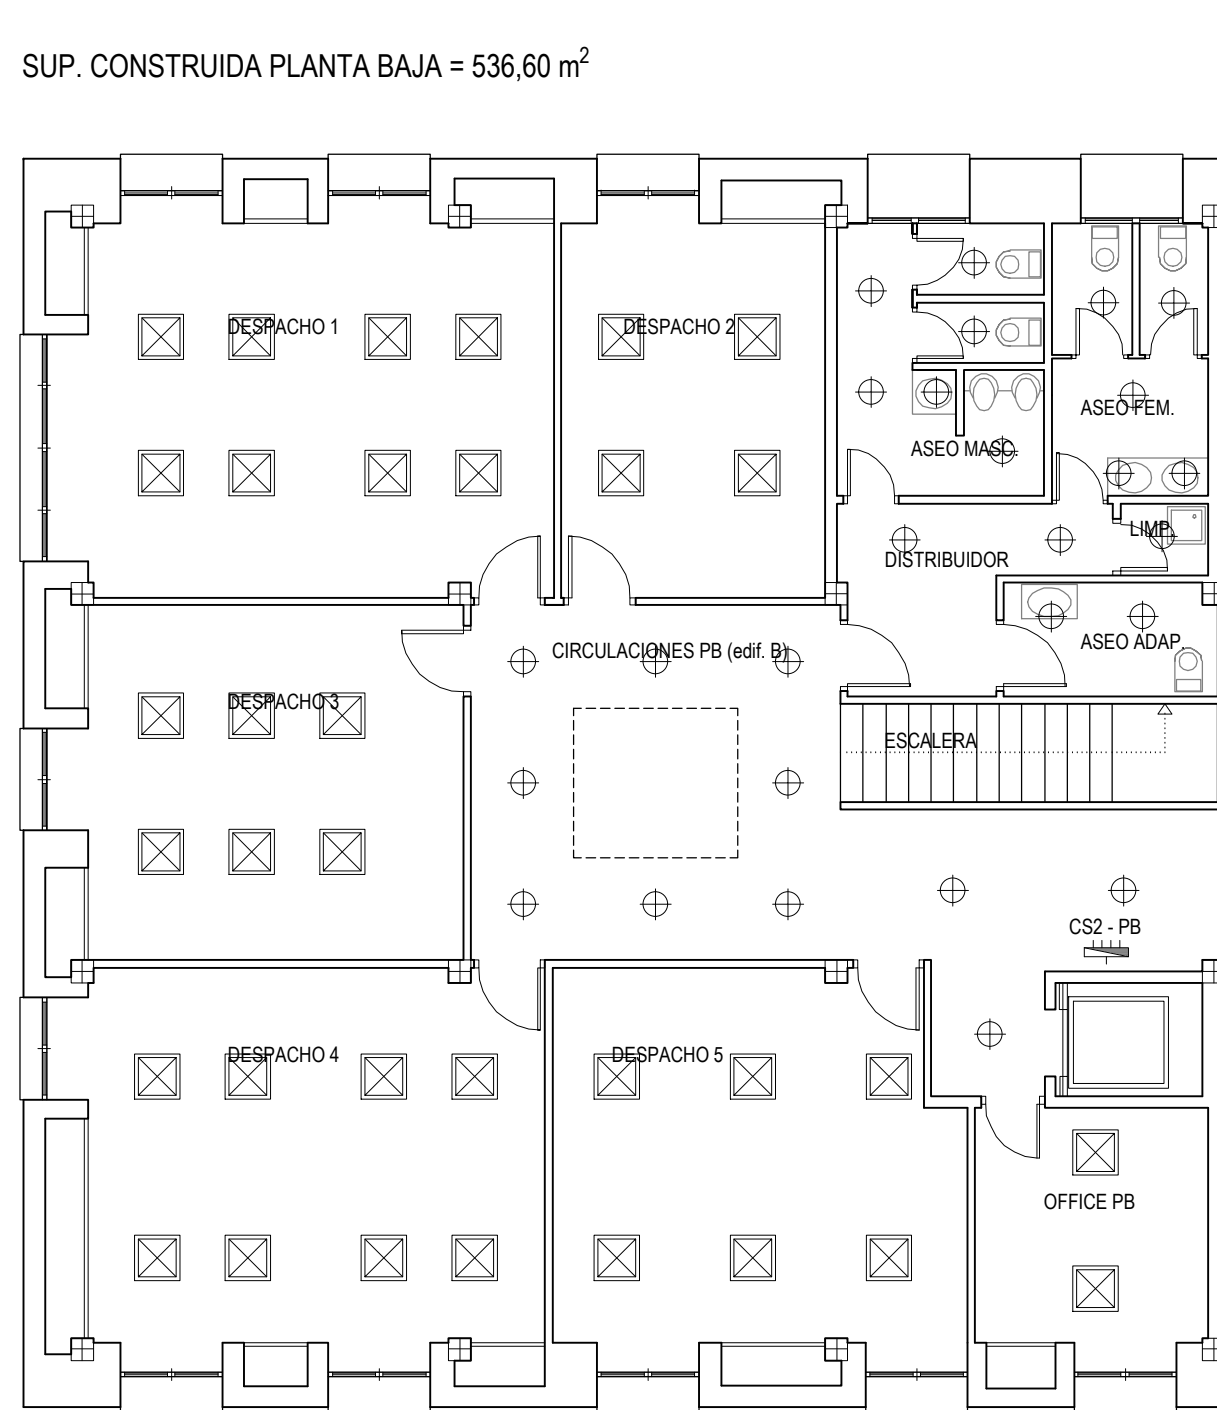 SUP. CONSTRUIDA PLANTA BAJA = 536,60 m²
DESPACHO 1
DESPACHO 2
ASEO FEM.
ASEO MASC.
LIMP.
DISTRIBUIDOR
ASEO ADAP.
CIRCULACIONES PB (edif. B)
DESPACHO 3
ESCALERA
CS2 - PB
DESPACHO 4
DESPACHO 5
OFFICE PB